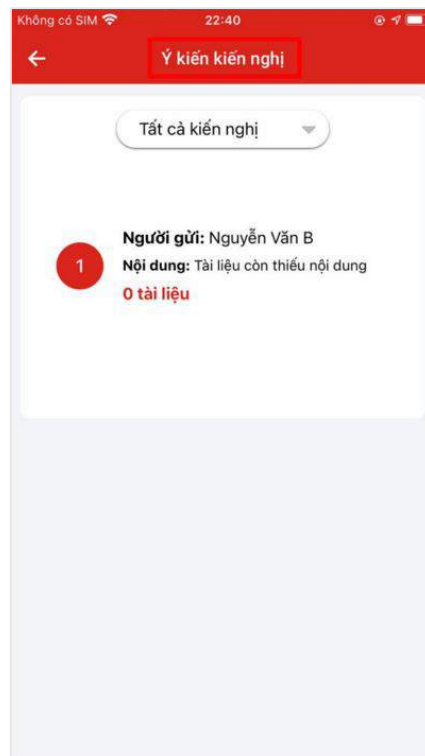 Không có SIM 22:40
Ý kiến kiến nghị
Tất cả kiến nghị
1
Người gửi: Nguyễn Văn B
Nội dung: Tài liệu còn thiếu nội dung
0 tài liệu